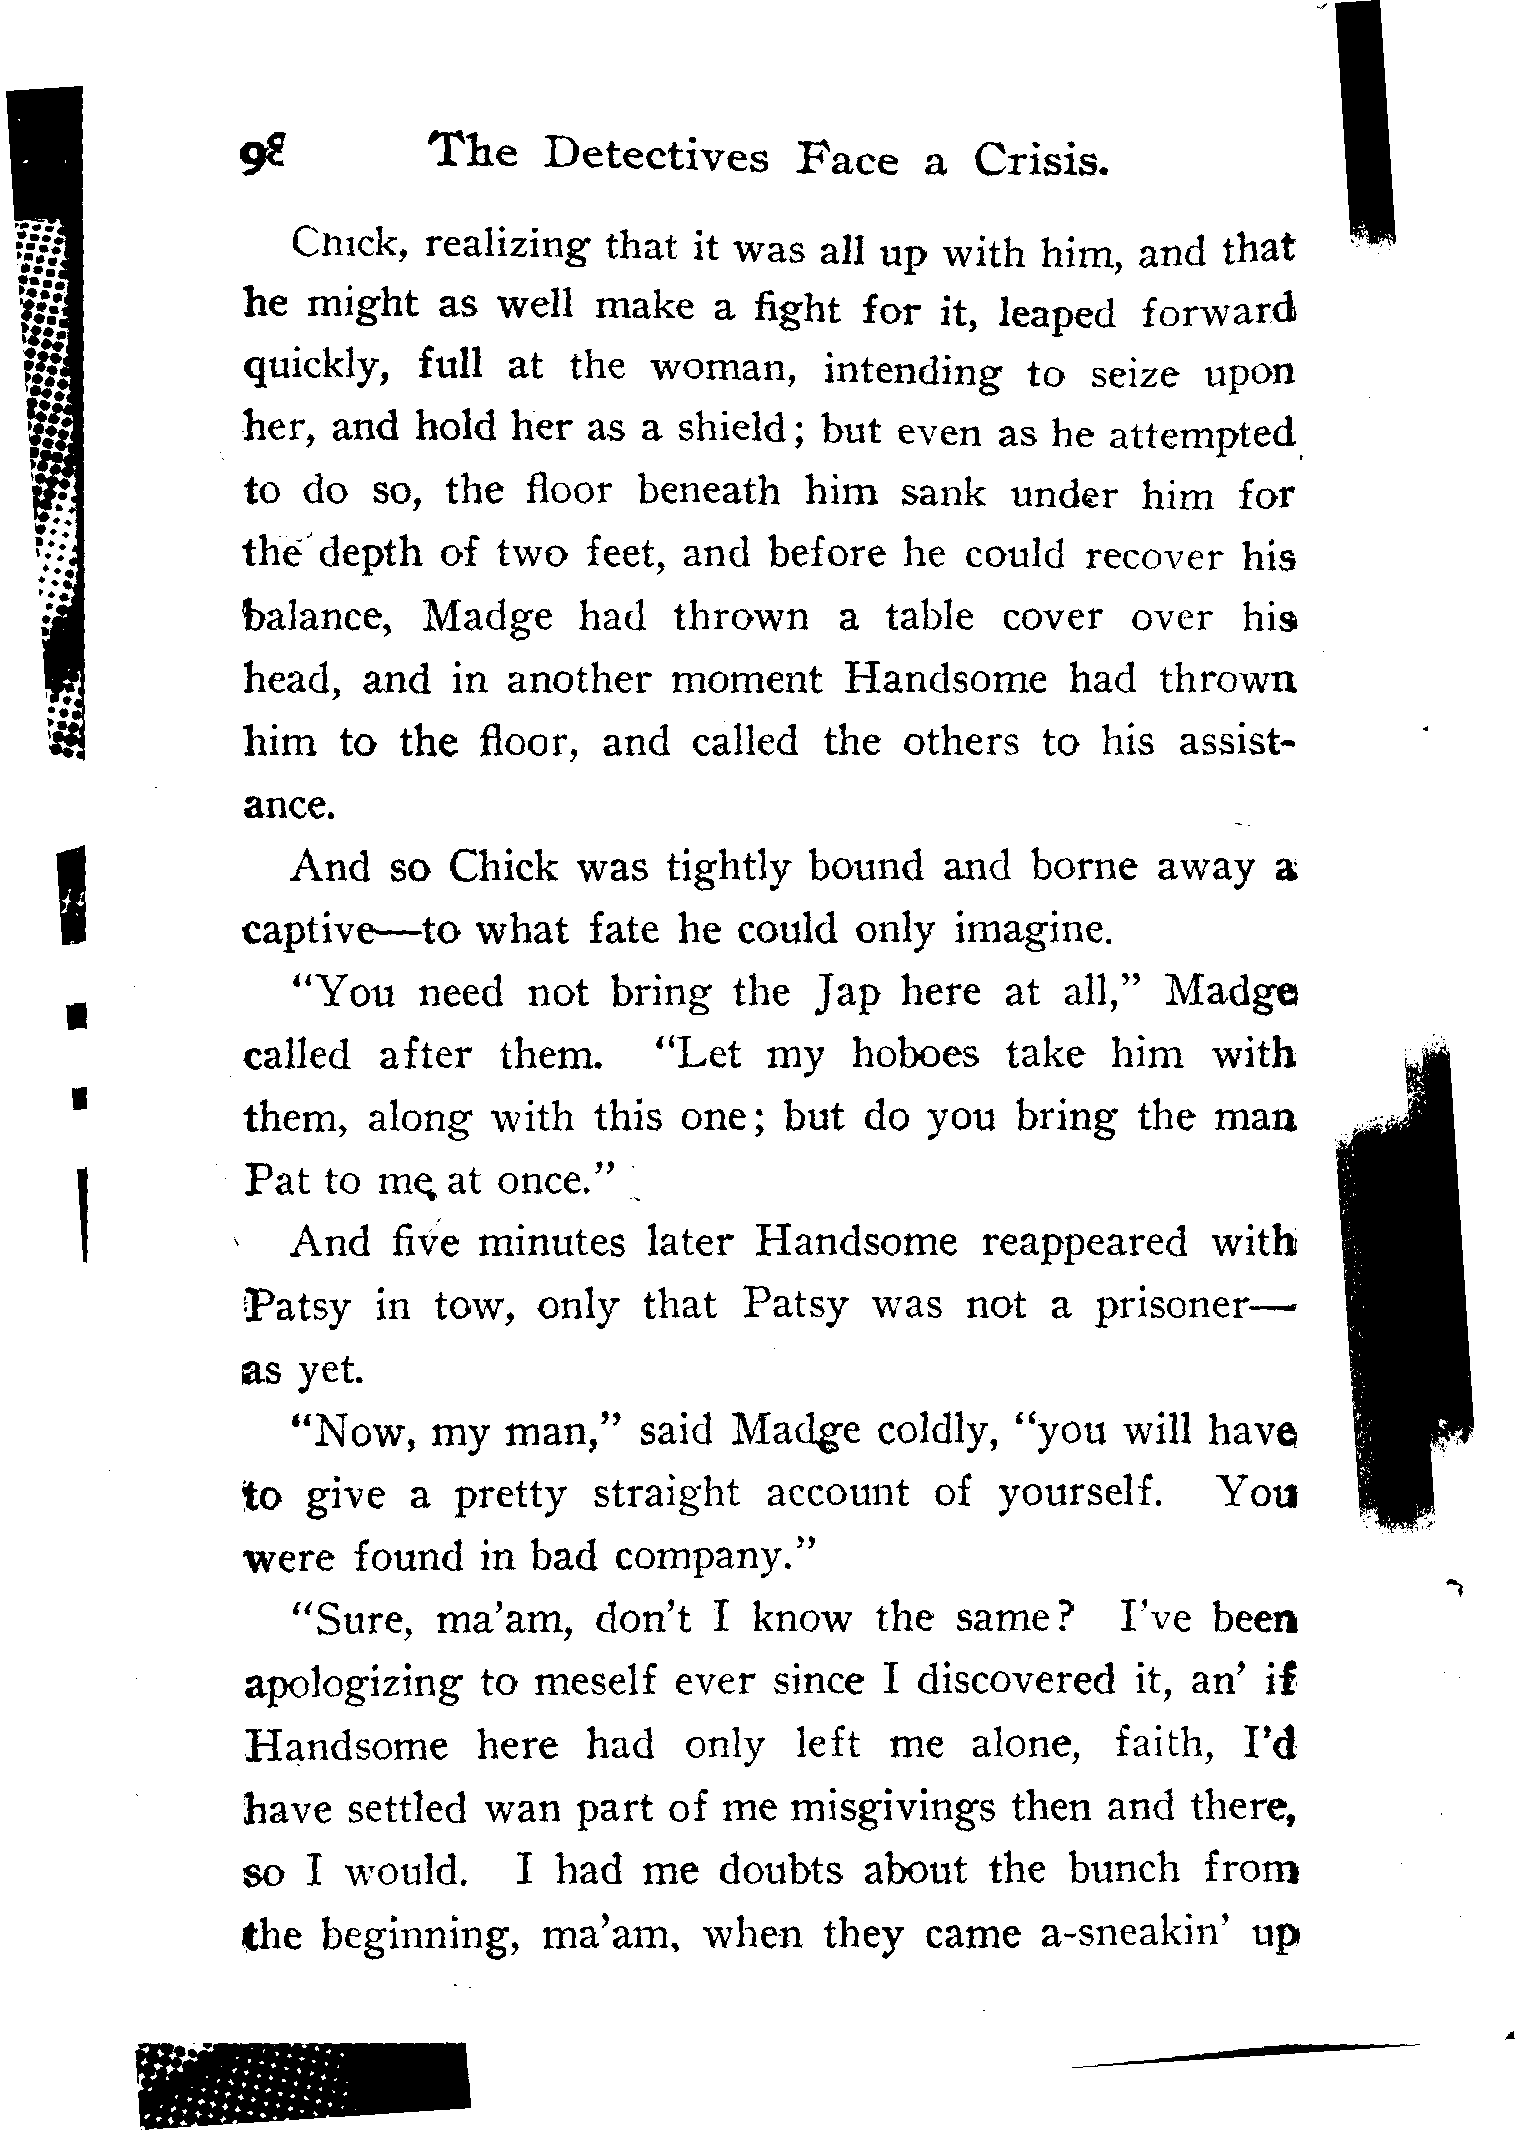 98 The Detectives Face a Crisis.
Chick, realizing that it was all up with him, and that
he might as well make a fight for it, leaped forward
quickly, full at the woman, intending to seize upon
her, and hold her as a shield; but even as he attempted
to do so, the floor beneath him sank under him for
the depth of two feet, and before he could recover his
balance, Madge had thrown a table cover over his
head, and in another moment Handsome had thrown
him to the floor, and called the others to his assist-
ance.
And so Chick was tightly bound and borne away a
captive—to what fate he could only imagine.
"You need not bring the Jap here at all," Madge
called after them. "Let my hoboes take him with
them, along with this one; but do you bring the man
Pat to me at once."
And five minutes later Handsome reappeared with
Patsy in tow, only that Patsy was not a prisoner—
as yet.
"Now, my man," said Madge coldly, "you will have
to give a pretty straight account of yourself. You
were found in bad company."
"Sure, ma'am, don't I know the same? I've been
apologizing to meself ever since I discovered it, an' if
Handsome here had only left me alone, faith, I'd
have settled wan part of me misgivings then and there,
so I would. I had me doubts about the bunch from
the beginning, ma'am, when they came a-sneakin' up